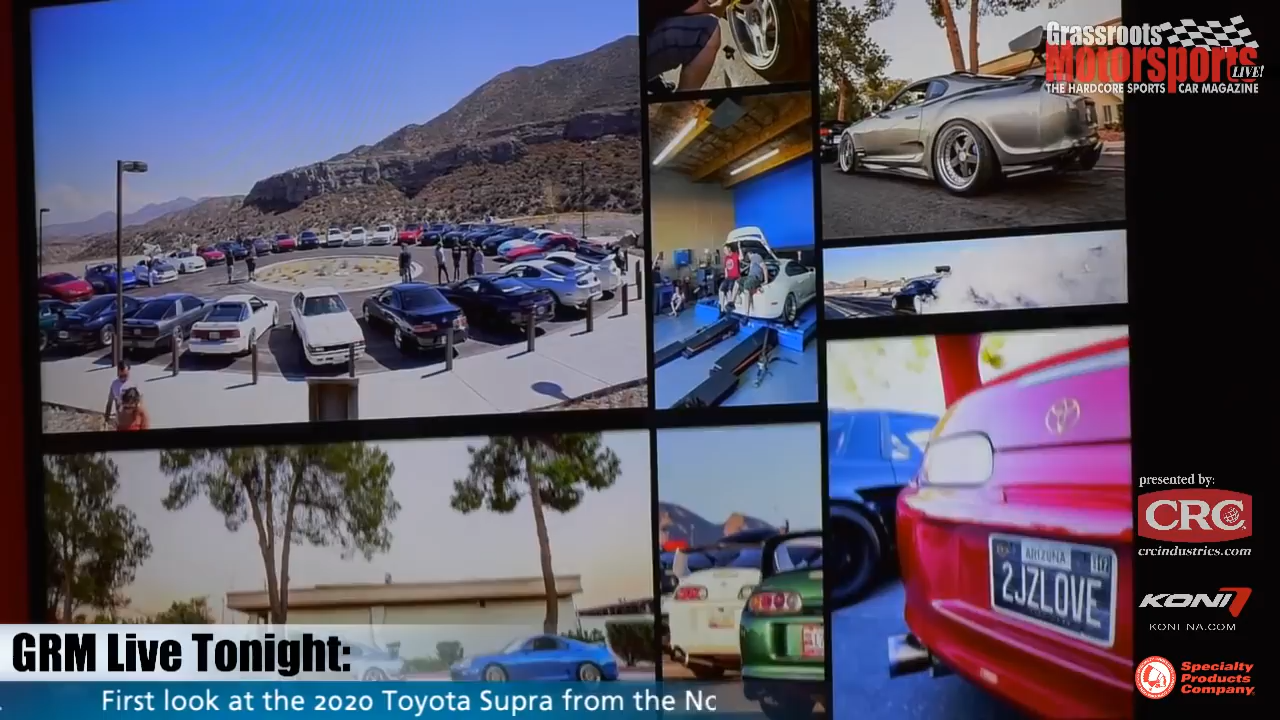 Grassroots
Motorsports
LIVE!
THE HARDCORE SPORTS CAR MAGAZINE
ARIZONA
2JZLOVE
presented by:
CRC
crcindustries.com
KONI
KONI-NA.COM
Specialty
Products
Company
GRM Live Tonight:
First look at the 2020 Toyota Supra from the No